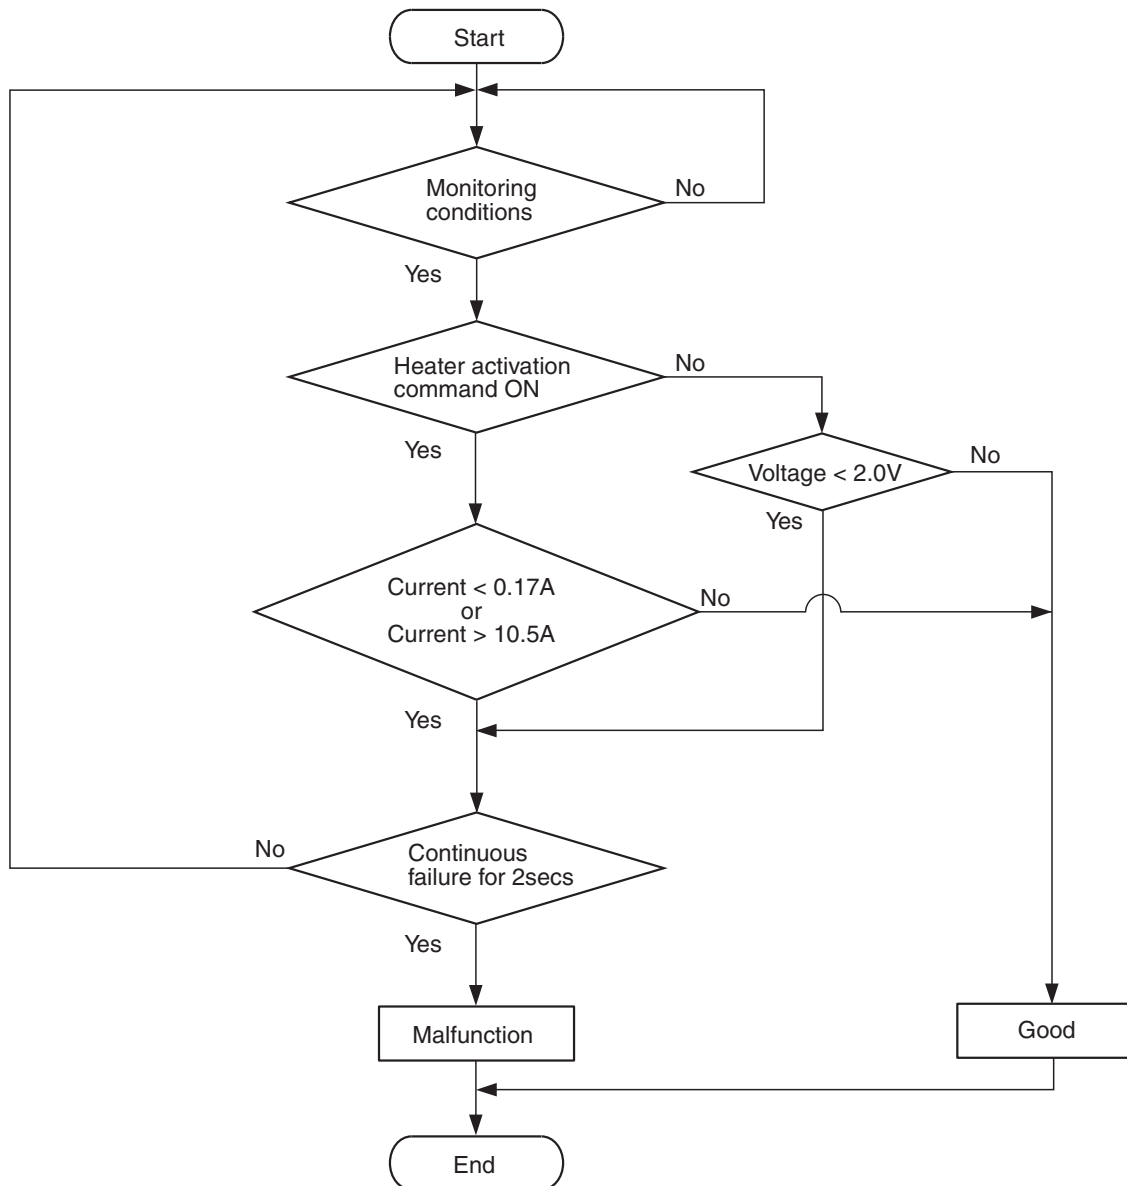 Start
Monitoring
conditions
No
Yes
Heater activation
command ON
No
Yes
Voltage < 2.0V
No
Yes
Current < 0.17A
or
Current > 10.5A
No
Yes
Continuous
failure for 2secs
No
Yes
Malfunction
Good
End